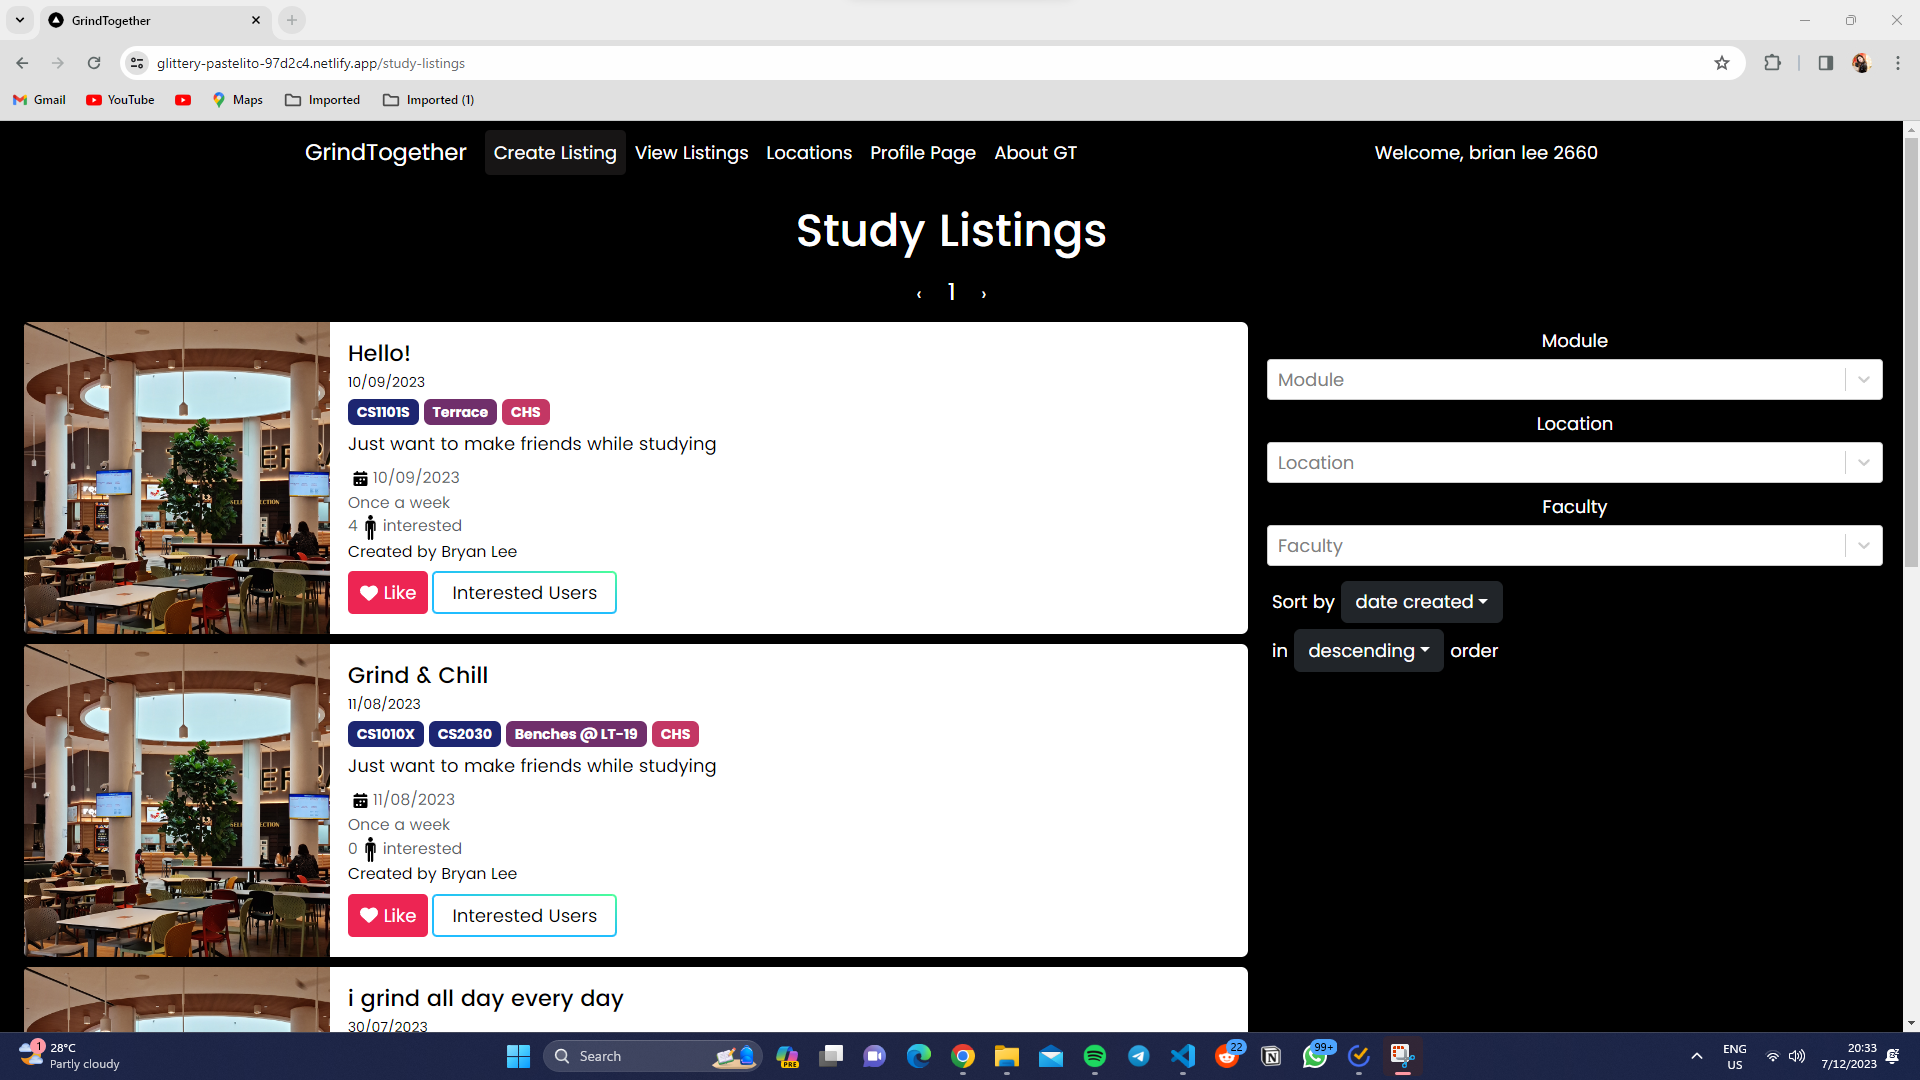 GrindTogether
glittery-pastelito-97d2c4.netlify.app/study-listings
Gmail YouTube Maps Imported Imported (1)
GrindTogether Create Listing View Listings Locations Profile Page About GT Welcome, brian lee 2660
Study Listings
‹ 1 ›
Hello!
10/09/2023
CS1101S Terrace CHS
Just want to make friends while studying
10/09/2023
Once a week
4 interested
Created by Bryan Lee
Like Interested Users
Grind & Chill
11/08/2023
CS1010X CS2030 Benches @ LT-19 CHS
Just want to make friends while studying
11/08/2023
Once a week
0 interested
Created by Bryan Lee
Like Interested Users
i grind all day every day
30/07/2023
Module
Module
Location
Location
Faculty
Faculty
Sort by date created
in descending order
1
28°C
Partly cloudy
Search
PRE
22
99+
ENG
US
20:33
7/12/2023